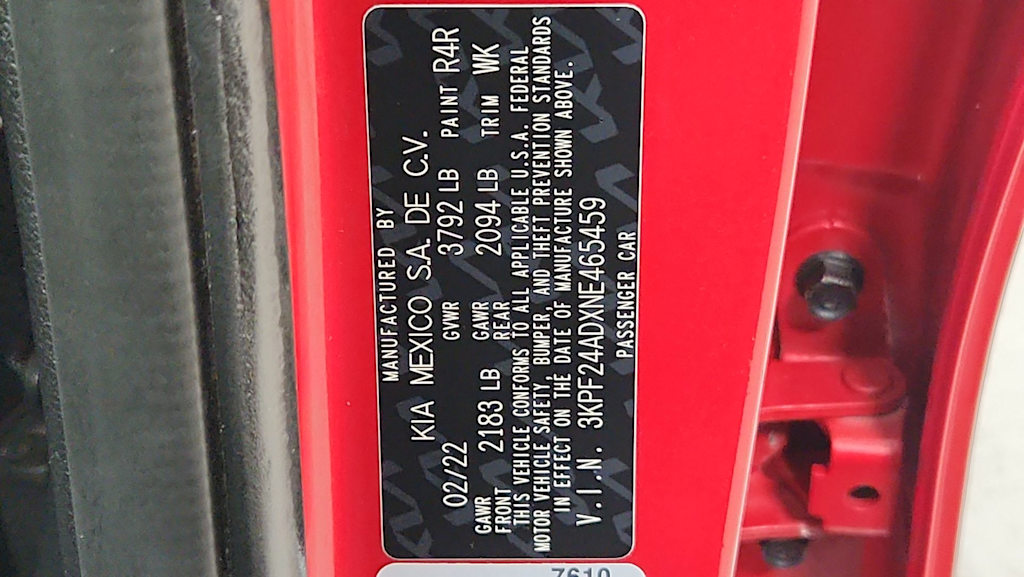 MANUFACTURED BY
KIA MEXICO S.A. DE C.V.
02/22 GVWR 3792 LB PAINT R4R
GAWR FRONT 2183 LB GAWR REAR 2094 LB TRIM WK
THIS VEHICLE CONFORMS TO ALL APPLICABLE U.S.A. FEDERAL
MOTOR VEHICLE SAFETY, BUMPER, AND THEFT PREVENTION STANDARDS
IN EFFECT ON THE DATE OF MANUFACTURE SHOWN ABOVE.
V.I.N. 3KPF24ADXNE465459
PASSENGER CAR
7610